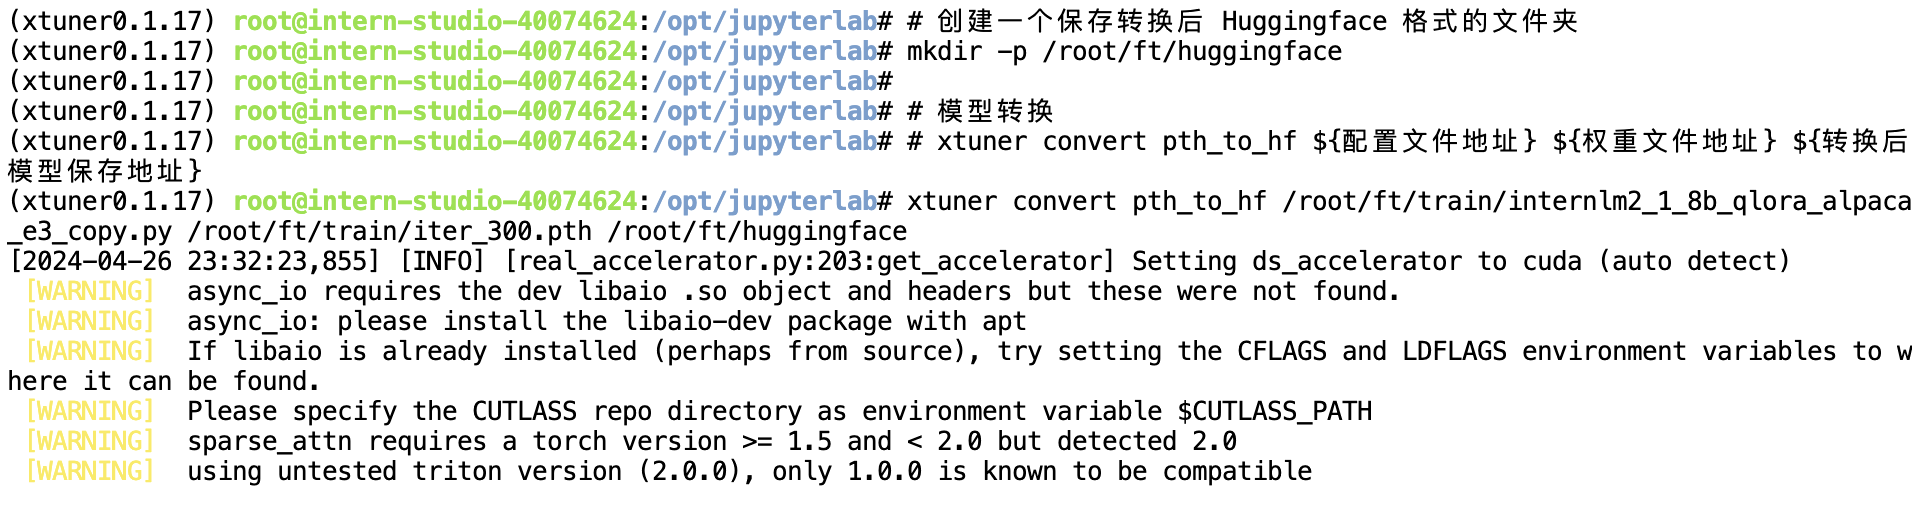 (xtuner0.1.17) root@intern-studio-40074624:/opt/jupyterlab# # 创建一个保存转换后 Huggingface 格式的文件夹
(xtuner0.1.17) root@intern-studio-40074624:/opt/jupyterlab# mkdir -p /root/ft/huggingface
(xtuner0.1.17) root@intern-studio-40074624:/opt/jupyterlab#
(xtuner0.1.17) root@intern-studio-40074624:/opt/jupyterlab# # 模型转换
(xtuner0.1.17) root@intern-studio-40074624:/opt/jupyterlab# # xtuner convert pth_to_hf ${配置文件地址} ${权重文件地址} ${转换后
模型保存地址}
(xtuner0.1.17) root@intern-studio-40074624:/opt/jupyterlab# xtuner convert pth_to_hf /root/ft/train/internlm2_1_8b_qlora_alpaca
_e3_copy.py /root/ft/train/iter_300.pth /root/ft/huggingface
[2024-04-26 23:32:23,855] [INFO] [real_accelerator.py:203:get_accelerator] Setting ds_accelerator to cuda (auto detect)
[WARNING]  async_io requires the dev libaio .so object and headers but these were not found.
[WARNING]  async_io: please install the libaio-dev package with apt
[WARNING]  If libaio is already installed (perhaps from source), try setting the CFLAGS and LDFLAGS environment variables to w
here it can be found.
[WARNING]  Please specify the CUTLASS repo directory as environment variable $CUTLASS_PATH
[WARNING]  sparse_attn requires a torch version >= 1.5 and < 2.0 but detected 2.0
[WARNING]  using untested triton version (2.0.0), only 1.0.0 is known to be compatible